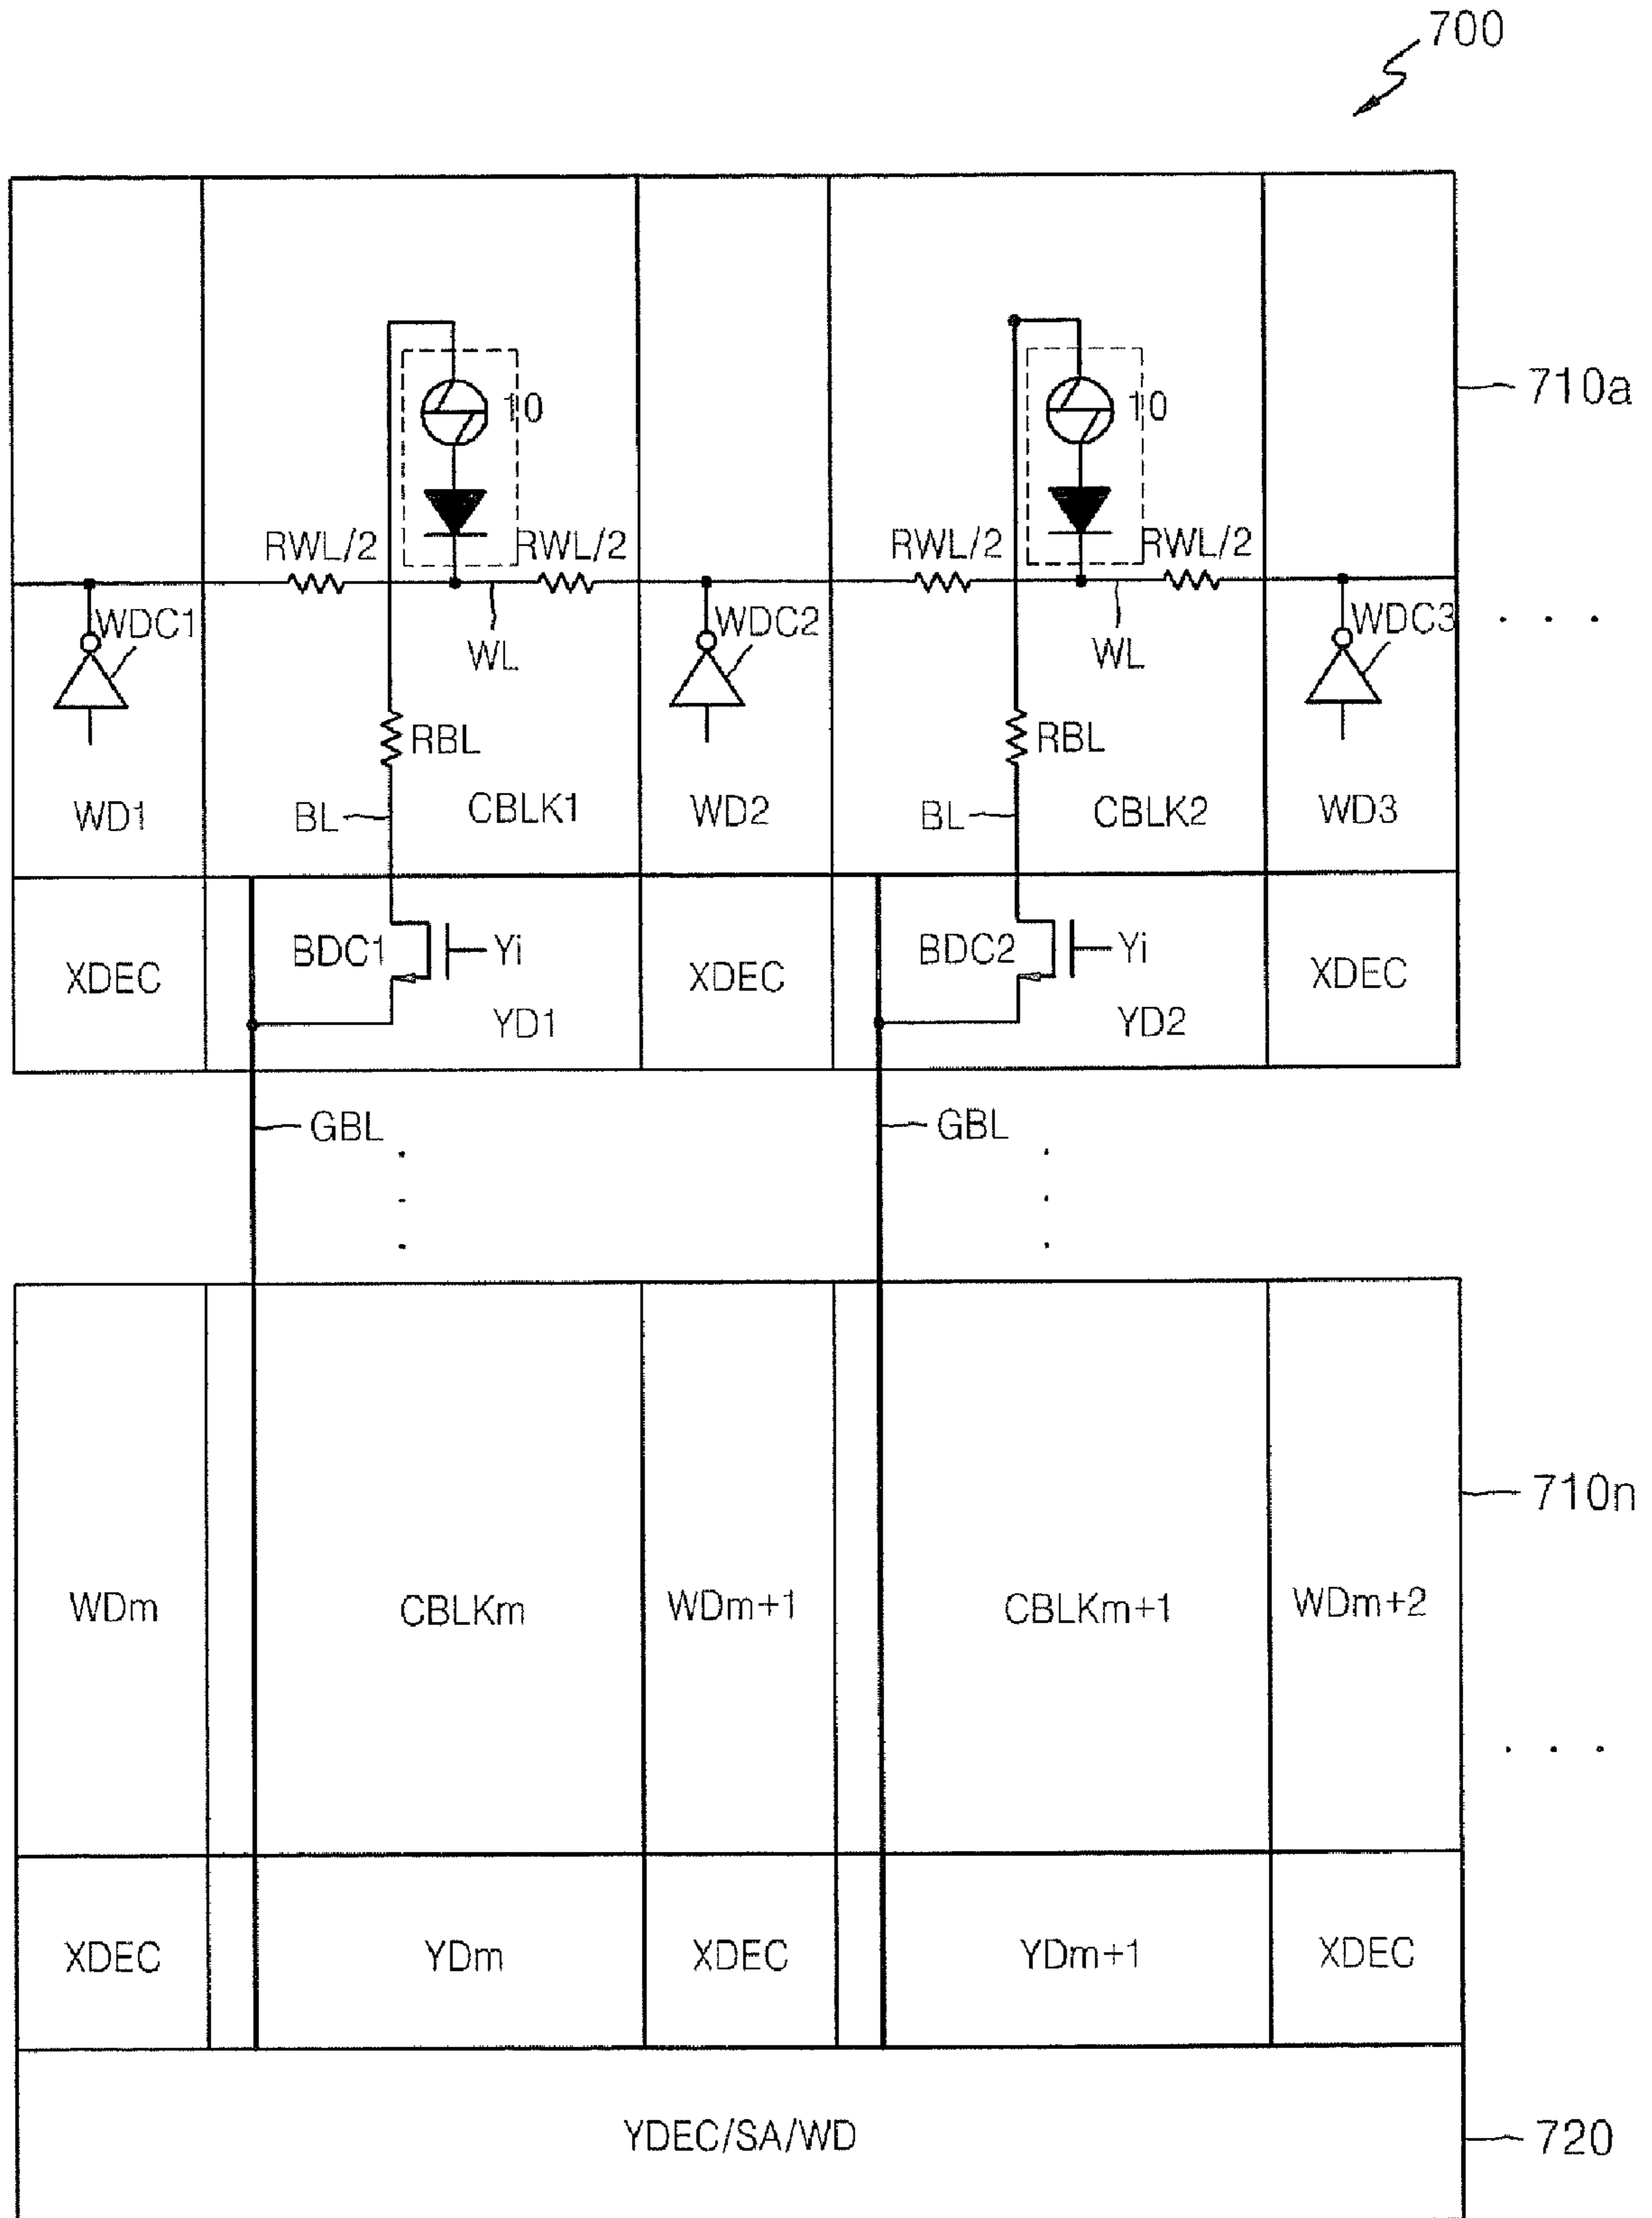 700
710a
10
10
RWL/2
RWL/2
RWL/2
RWL/2
WDC1
WDC2
WDC3
WL
WL
RBL
RBL
WD1
BL
CBLK1
WD2
BL
CBLK2
WD3
XDEC
BDC1
Yi
YD1
XDEC
BDC2
Yi
YD2
XDEC
GBL
GBL
710n
WDm
CBLKm
WDm+1
CBLKm+1
WDm+2
XDEC
YDm
XDEC
YDm+1
XDEC
YDEC/SA/WD
720